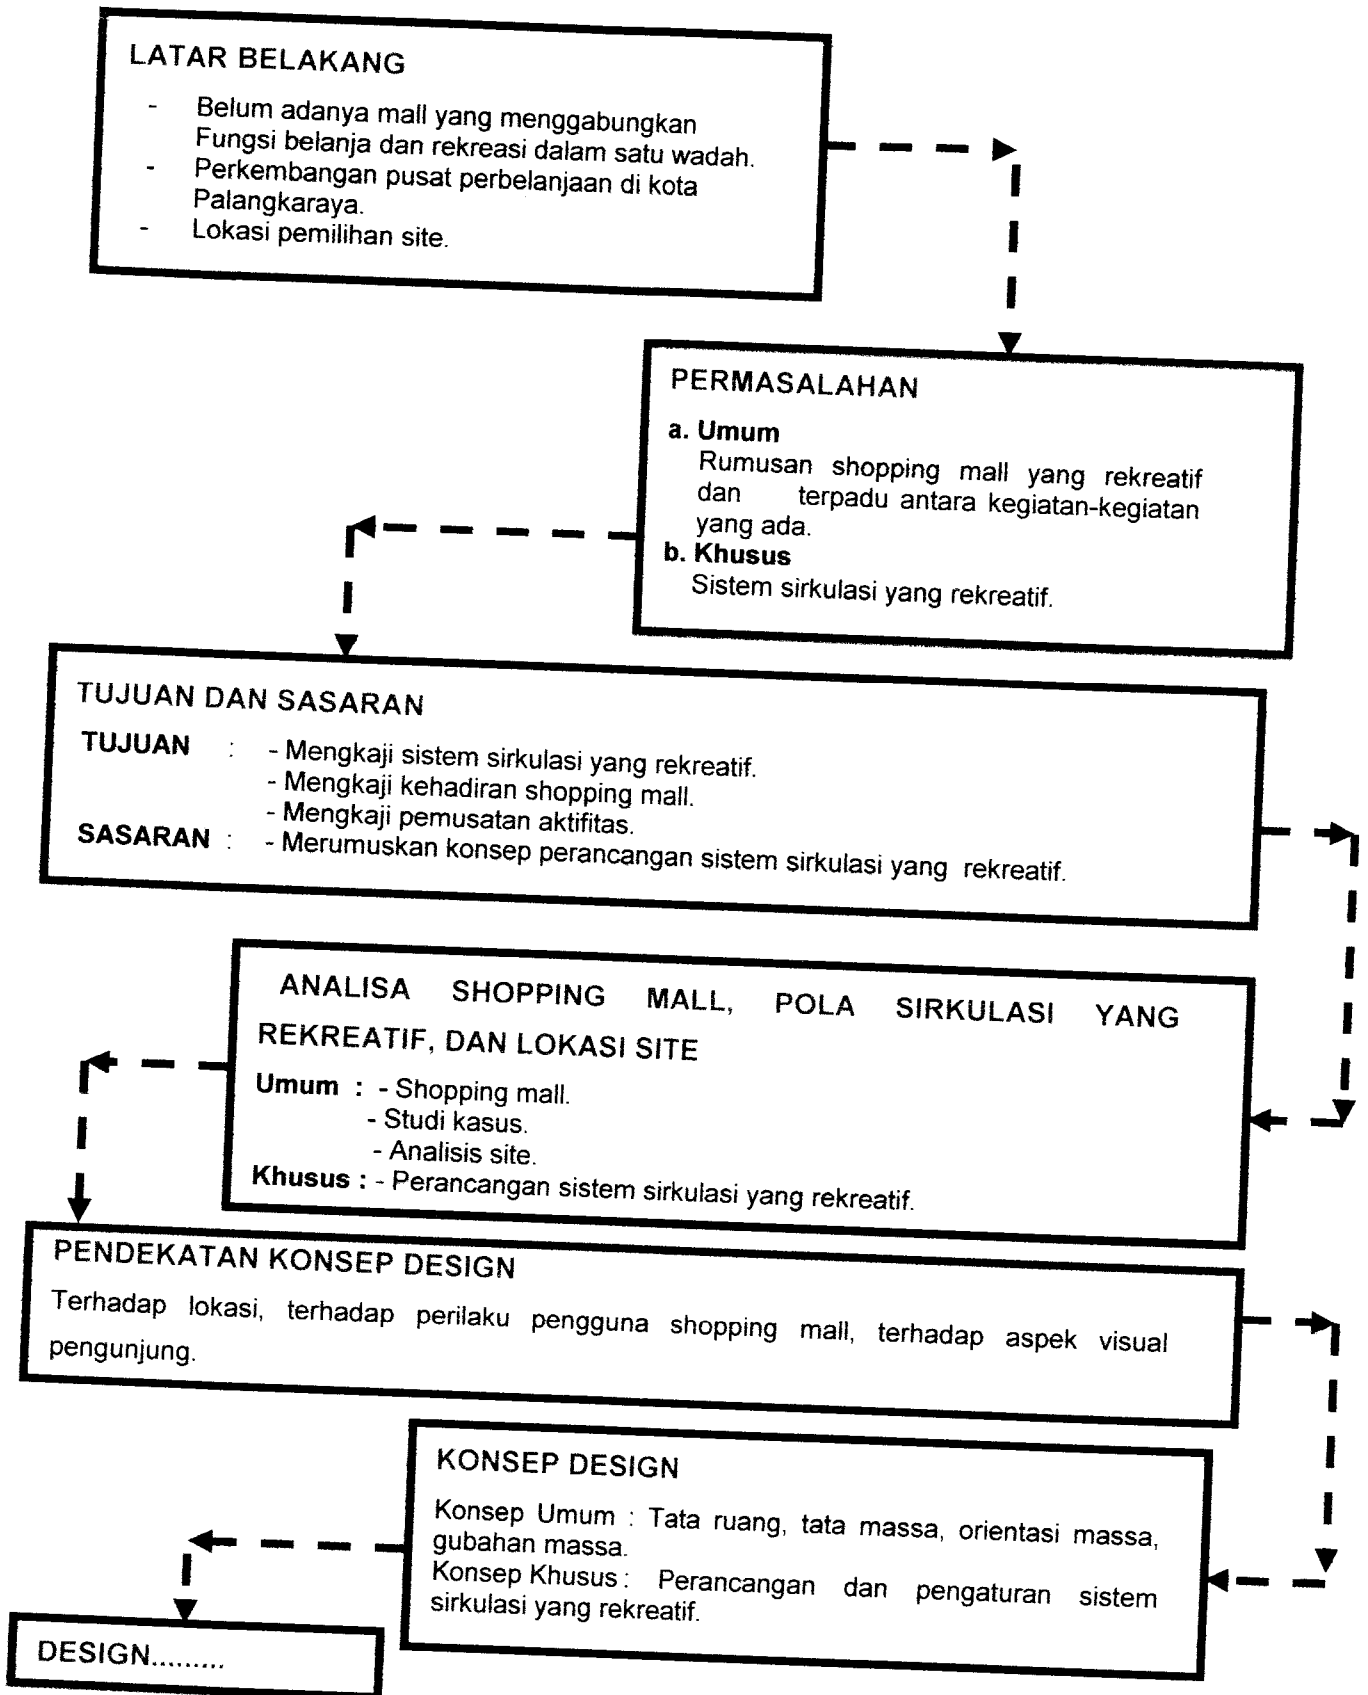 LATAR BELAKANG
- Belum adanya mall yang menggabungkan
Fungsi belanja dan rekreasi dalam satu wadah.
- Perkembangan pusat perbelanjaan di kota
Palangkaraya.
- Lokasi pemilihan site.
PERMASALAHAN
a. Umum
Rumusan shopping mall yang rekreatif
dan terpadu antara kegiatan-kegiatan
yang ada.
b. Khusus
Sistem sirkulasi yang rekreatif.
TUJUAN DAN SASARAN
TUJUAN : - Mengkaji sistem sirkulasi yang rekreatif.
- Mengkaji kehadiran shopping mall.
- Mengkaji pemusatan aktifitas.
SASARAN : - Merumuskan konsep perancangan sistem sirkulasi yang rekreatif.
ANALISA SHOPPING MALL, POLA SIRKULASI YANG
REKREATIF, DAN LOKASI SITE
Umum : - Shopping mall.
- Studi kasus.
- Analisis site.
Khusus : - Perancangan sistem sirkulasi yang rekreatif.
PENDEKATAN KONSEP DESIGN
Terhadap lokasi, terhadap perilaku pengguna shopping mall, terhadap aspek visual
pengunjung.
KONSEP DESIGN
Konsep Umum : Tata ruang, tata massa, orientasi massa,
gubahan massa.
Konsep Khusus : Perancangan dan pengaturan sistem
sirkulasi yang rekreatif.
DESIGN.........